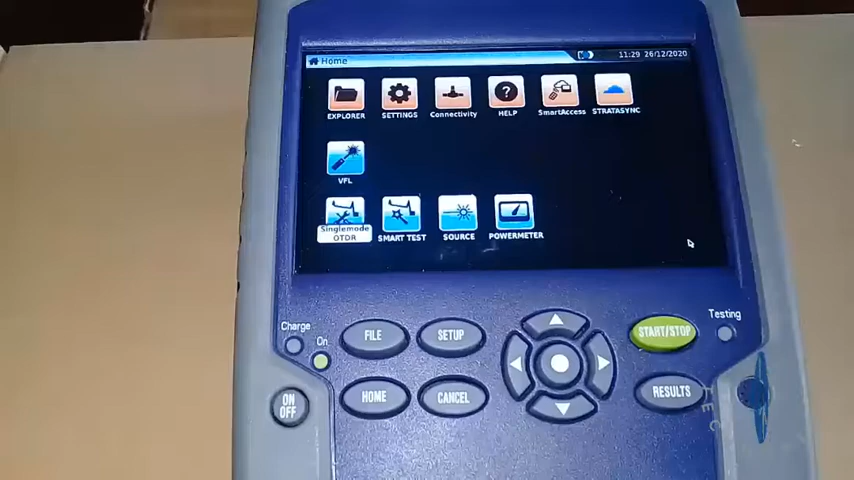 Home
11:29 26/12/2020
EXPLORER SETTINGS Connectivity HELP SmartAccess STRATASYNC
VFL
Singlemode OTDR SMART TEST SOURCE POWERMETER
Charge
On
FILE SETUP START/STOP Testing
ON OFF HOME CANCEL RESULTS